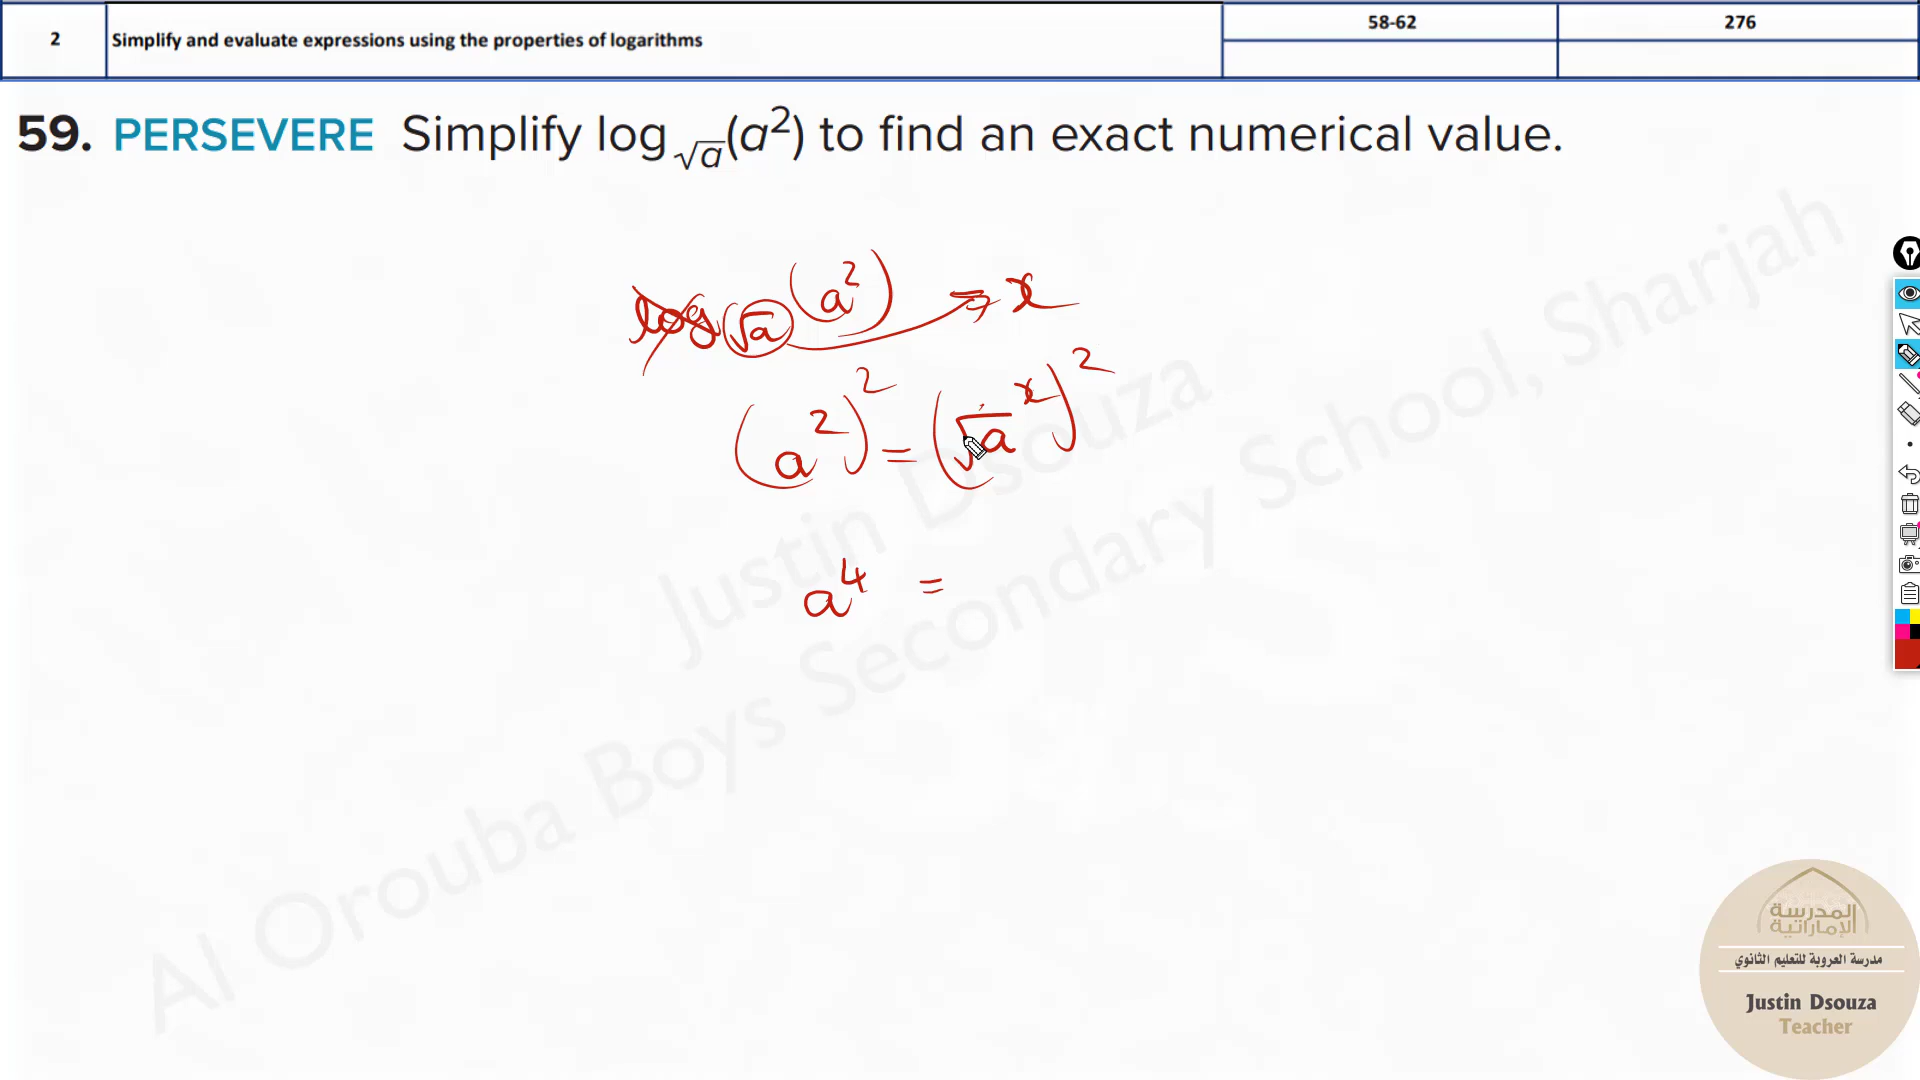 2 Simplify and evaluate expressions using the properties of logarithms 58-62 276
59. PERSEVERE Simplify log√a(a²) to find an exact numerical value.
log√a (a²) = x
(a²)² = (√a^x)²
a⁴ =
Justin Dsouza
Al Orouba Boys Secondary School, Sharjah
المدرسة
الإماراتية
مدرسة العروبة للتعليم الثانوي
Justin Dsouza
Teacher